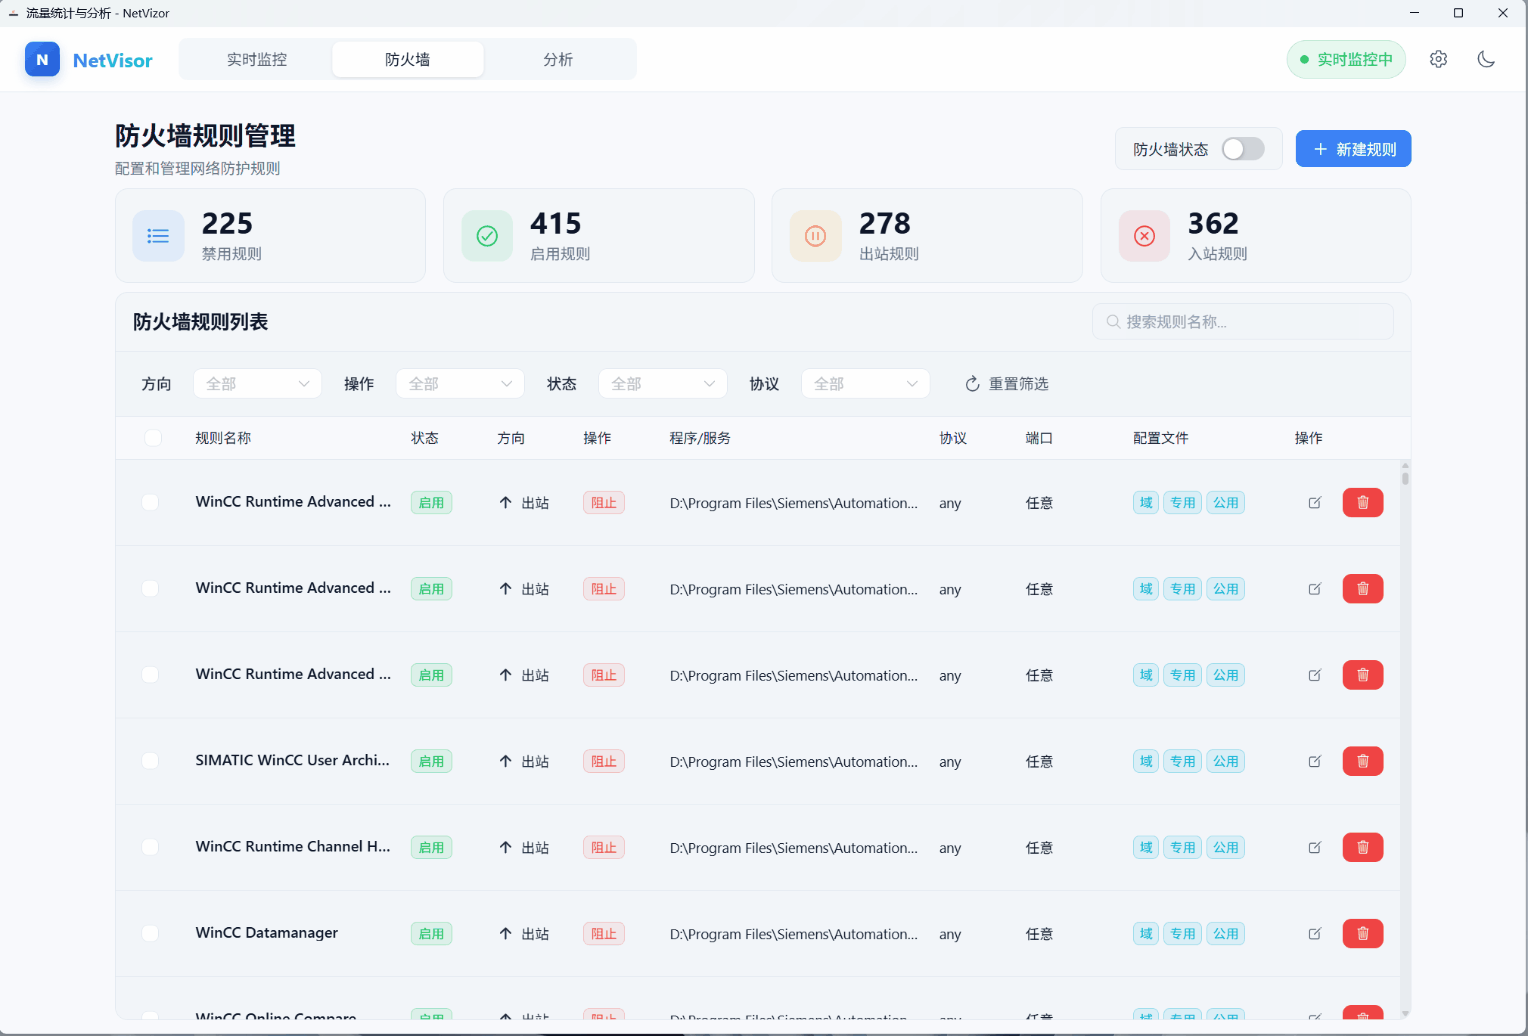 流量统计与分析 - NetVizor
N NetVisor 实时监控 防火墙 分析 实时监控中
防火墙规则管理
配置和管理网络防护规则
防火墙状态 新建规则
225 415 278 362
禁用规则 启用规则 出站规则 入站规则
防火墙规则列表 搜索规则名称...
方向 全部 操作 全部 状态 全部 协议 全部 重置筛选
规则名称 状态 方向 操作 程序/服务 协议 端口 配置文件 操作
WinCC Runtime Advanced ... 启用 出站 阻止 D:\Program Files\Siemens\Automation... any 任意 域 专用 公用
WinCC Runtime Advanced ... 启用 出站 阻止 D:\Program Files\Siemens\Automation... any 任意 域 专用 公用
WinCC Runtime Advanced ... 启用 出站 阻止 D:\Program Files\Siemens\Automation... any 任意 域 专用 公用
SIMATIC WinCC User Archi... 启用 出站 阻止 D:\Program Files\Siemens\Automation... any 任意 域 专用 公用
WinCC Runtime Channel H... 启用 出站 阻止 D:\Program Files\Siemens\Automation... any 任意 域 专用 公用
WinCC Datamanager 启用 出站 阻止 D:\Program Files\Siemens\Automation... any 任意 域 专用 公用
WinCC Online Compare 启用 出站 阻止 D:\Program Files\Siemens\Automation... any 任意 域 专用 公用